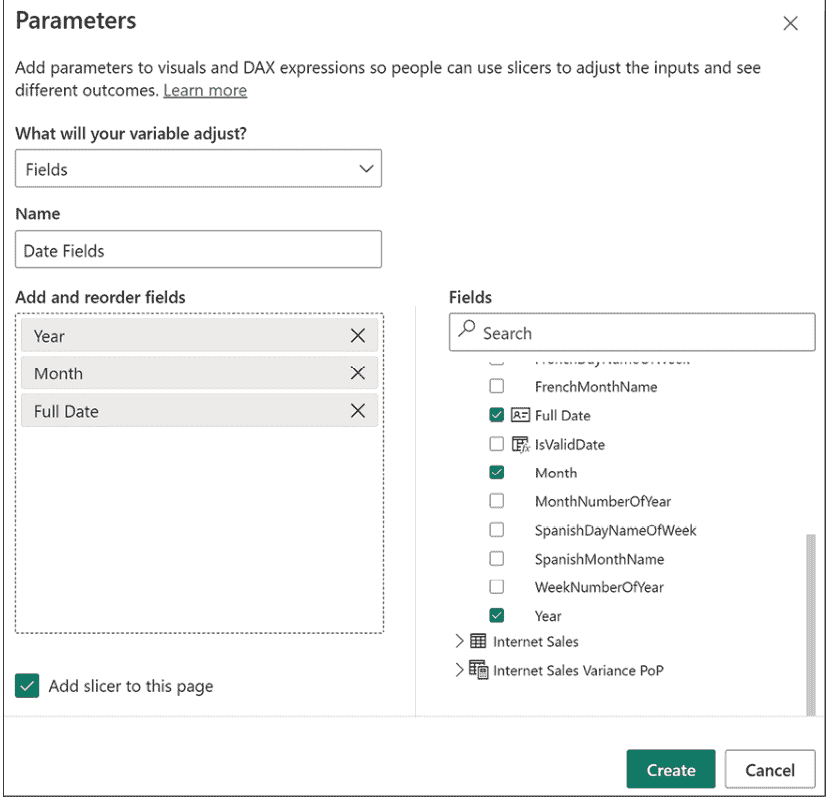 Parameters
Add parameters to visuals and DAX expressions so people can use slicers to adjust the inputs and see
different outcomes. Learn more
What will your variable adjust?
Fields
Name
Date Fields
Add and reorder fields
Year
Month
Full Date
Add slicer to this page
Fields
Search
FrenchMonthName
Full Date
IsValidDate
Month
MonthNumberOfYear
SpanishDayNameOfWeek
SpanishMonthName
WeekNumberOfYear
Year
Internet Sales
Internet Sales Variance PoP
Create
Cancel